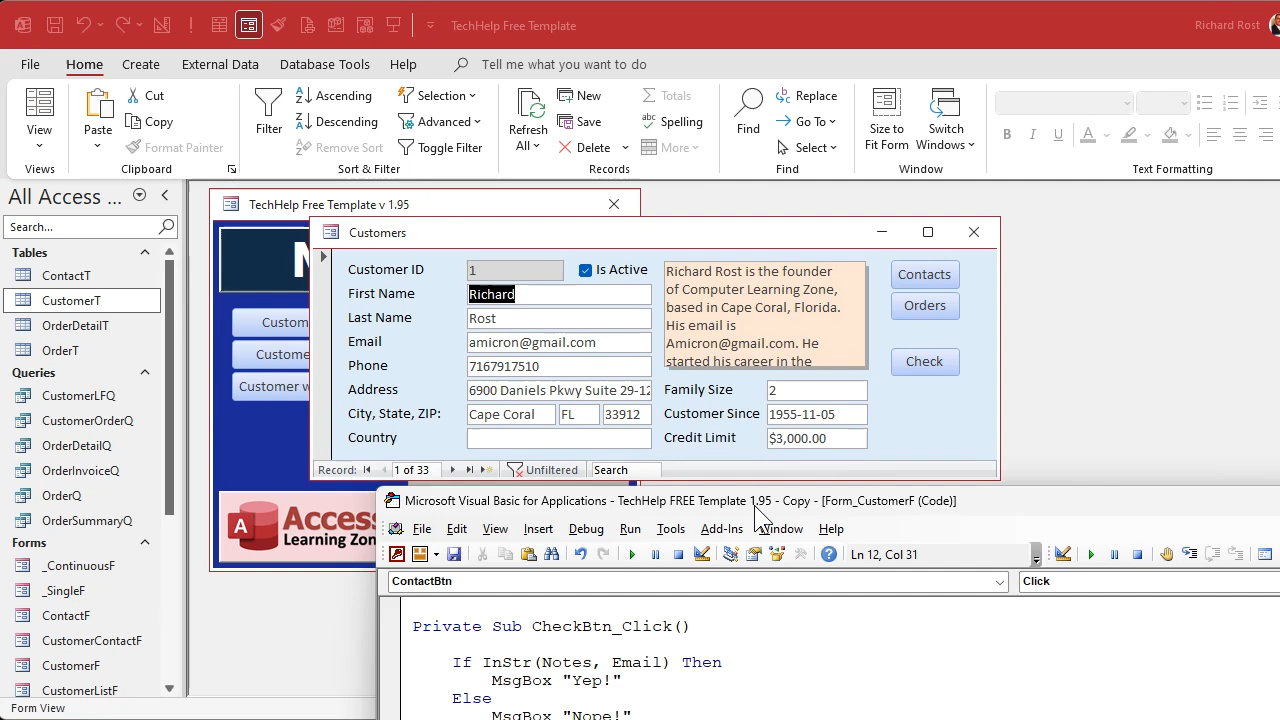 TechHelp Free Template
Richard Rost
File Home Create External Data Database Tools Help Tell me what you want to do
View
Views
Paste
Cut
Copy
Format Painter
Clipboard
Filter
Ascending
Descending
Remove Sort
Selection
Advanced
Toggle Filter
Sort & Filter
Refresh
All
New
Save
Delete
Totals
Spelling
More
Records
Find
Replace
Go To
Select
Find
Size to
Fit Form
Switch
Windows
Window
B I U A
Text Formatting
All Access ...
Search...
Tables
ContactT
CustomerT
OrderDetailT
OrderT
Queries
CustomerLFQ
CustomerOrderQ
OrderDetailQ
OrderInvoiceQ
OrderQ
OrderSummaryQ
Forms
_ContinuousF
_SingleF
ContactF
CustomerContactF
CustomerF
CustomerListF
Form View
TechHelp Free Template v 1.95
Custom
Custome
Customer w
A
Access
Learning Zon
Customers
Customer ID 1 Is Active
First Name Richard
Last Name Rost
Email amicron@gmail.com
Phone 7167917510
Address 6900 Daniels Pkwy Suite 29-12
City, State, ZIP: Cape Coral FL 33912
Country
Richard Rost is the founder
of Computer Learning Zone,
based in Cape Coral, Florida.
His email is
Amicron@gmail.com. He
started his career in the
Family Size 2
Customer Since 1955-11-05
Credit Limit $3,000.00
Contacts
Orders
Check
Record: 1 of 33 Unfiltered Search
Microsoft Visual Basic for Applications - TechHelp FREE Template 1.95 - Copy - [Form_CustomerF (Code)]
File Edit View Insert Debug Run Tools Add-Ins Window Help
Ln 12, Col 31
ContactBtn Click
Private Sub CheckBtn_Click()
If InStr(Notes, Email) Then
MsgBox "Yep!"
Else
MsgBox "Nope!"